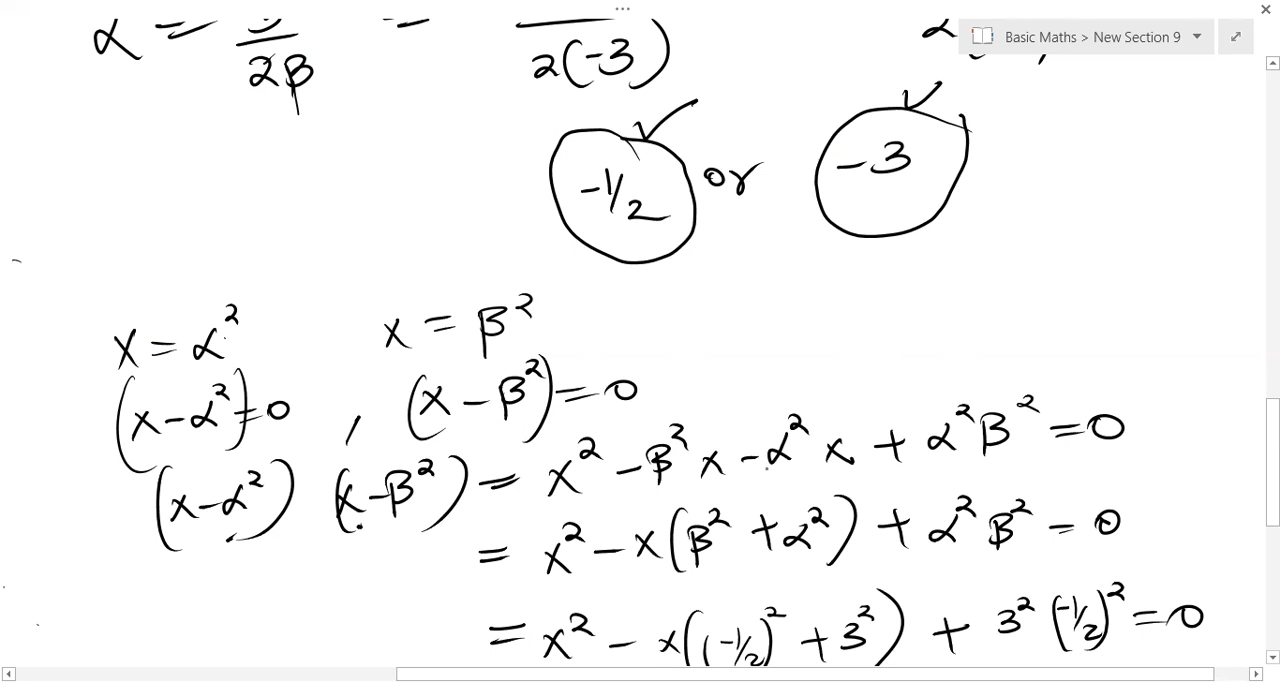 α = 3/2β = 2(-3) 2
Basic Maths > New Section 9
-1/2 or -3
x = α² x = β²
(x-α²)=0 , (x-β²)=0
(x-α²) (x-β²) = x² - β²x - α²x + α²β² = 0
= x² - x(β² + α²) + α²β² = 0
= x² - x((-1/2)² + 3²) + 3²(-1/2)² = 0